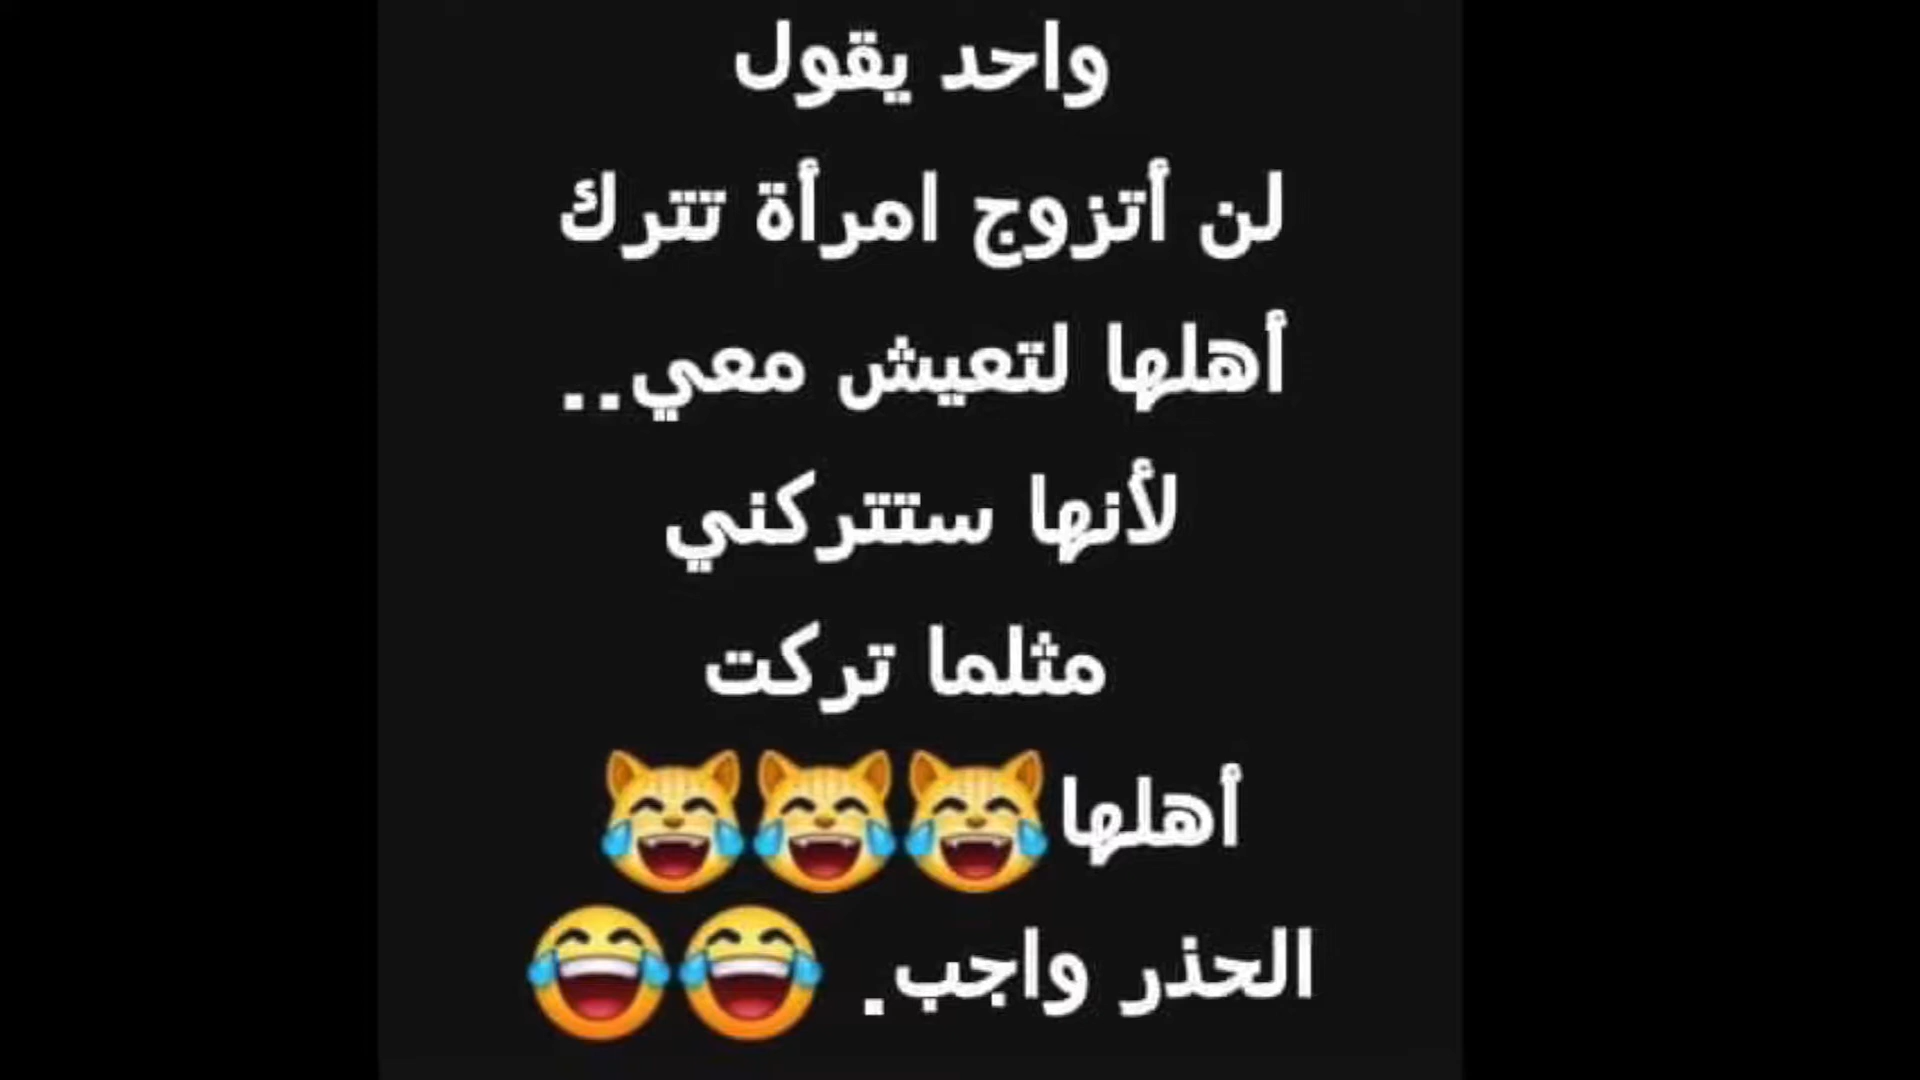 واحد يقول
لن أتزوج امرأة تترك
أهلها لتعيش معي..
لأنها ستتركني
مثلما تركت
أهلها😹😹😹
الحذر واجب. 😂😂